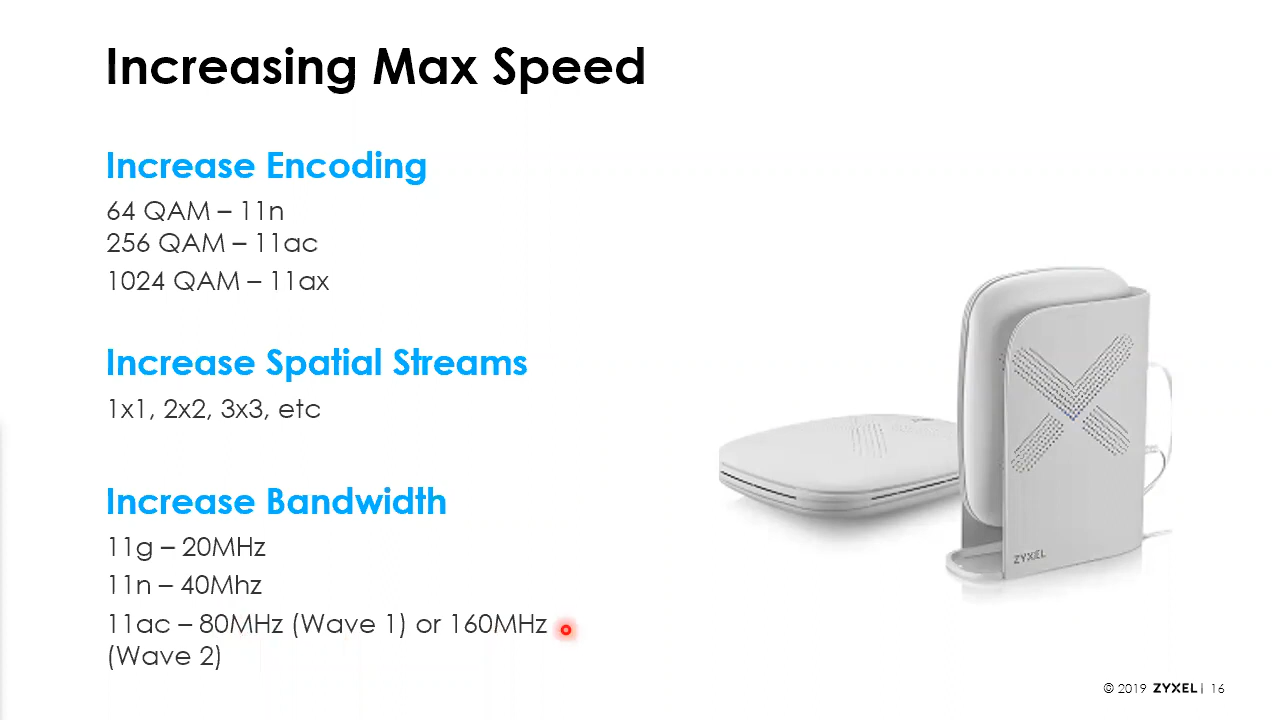 Increasing Max Speed
Increase Encoding
64 QAM – 11n
256 QAM – 11ac
1024 QAM – 11ax
Increase Spatial Streams
1x1, 2x2, 3x3, etc
Increase Bandwidth
11g – 20MHz
11n – 40Mhz
11ac – 80MHz (Wave 1) or 160MHz
(Wave 2)
ZYXEL
© 2019 ZYXEL | 16